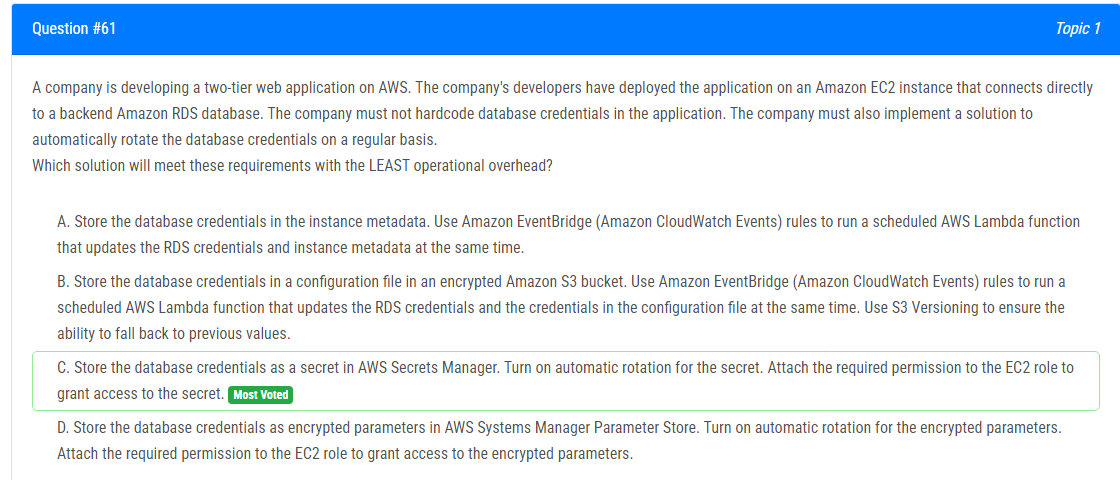 Question #61
Topic 1
A company is developing a two-tier web application on AWS. The company's developers have deployed the application on an Amazon EC2 instance that connects directly
to a backend Amazon RDS database. The company must not hardcode database credentials in the application. The company must also implement a solution to
automatically rotate the database credentials on a regular basis.
Which solution will meet these requirements with the LEAST operational overhead?
A. Store the database credentials in the instance metadata. Use Amazon EventBridge (Amazon CloudWatch Events) rules to run a scheduled AWS Lambda function
that updates the RDS credentials and instance metadata at the same time.
B. Store the database credentials in a configuration file in an encrypted Amazon S3 bucket. Use Amazon EventBridge (Amazon CloudWatch Events) rules to run a
scheduled AWS Lambda function that updates the RDS credentials and the credentials in the configuration file at the same time. Use S3 Versioning to ensure the
ability to fall back to previous values.
C. Store the database credentials as a secret in AWS Secrets Manager. Turn on automatic rotation for the secret. Attach the required permission to the EC2 role to
grant access to the secret. Most Voted
D. Store the database credentials as encrypted parameters in AWS Systems Manager Parameter Store. Turn on automatic rotation for the encrypted parameters.
Attach the required permission to the EC2 role to grant access to the encrypted parameters.